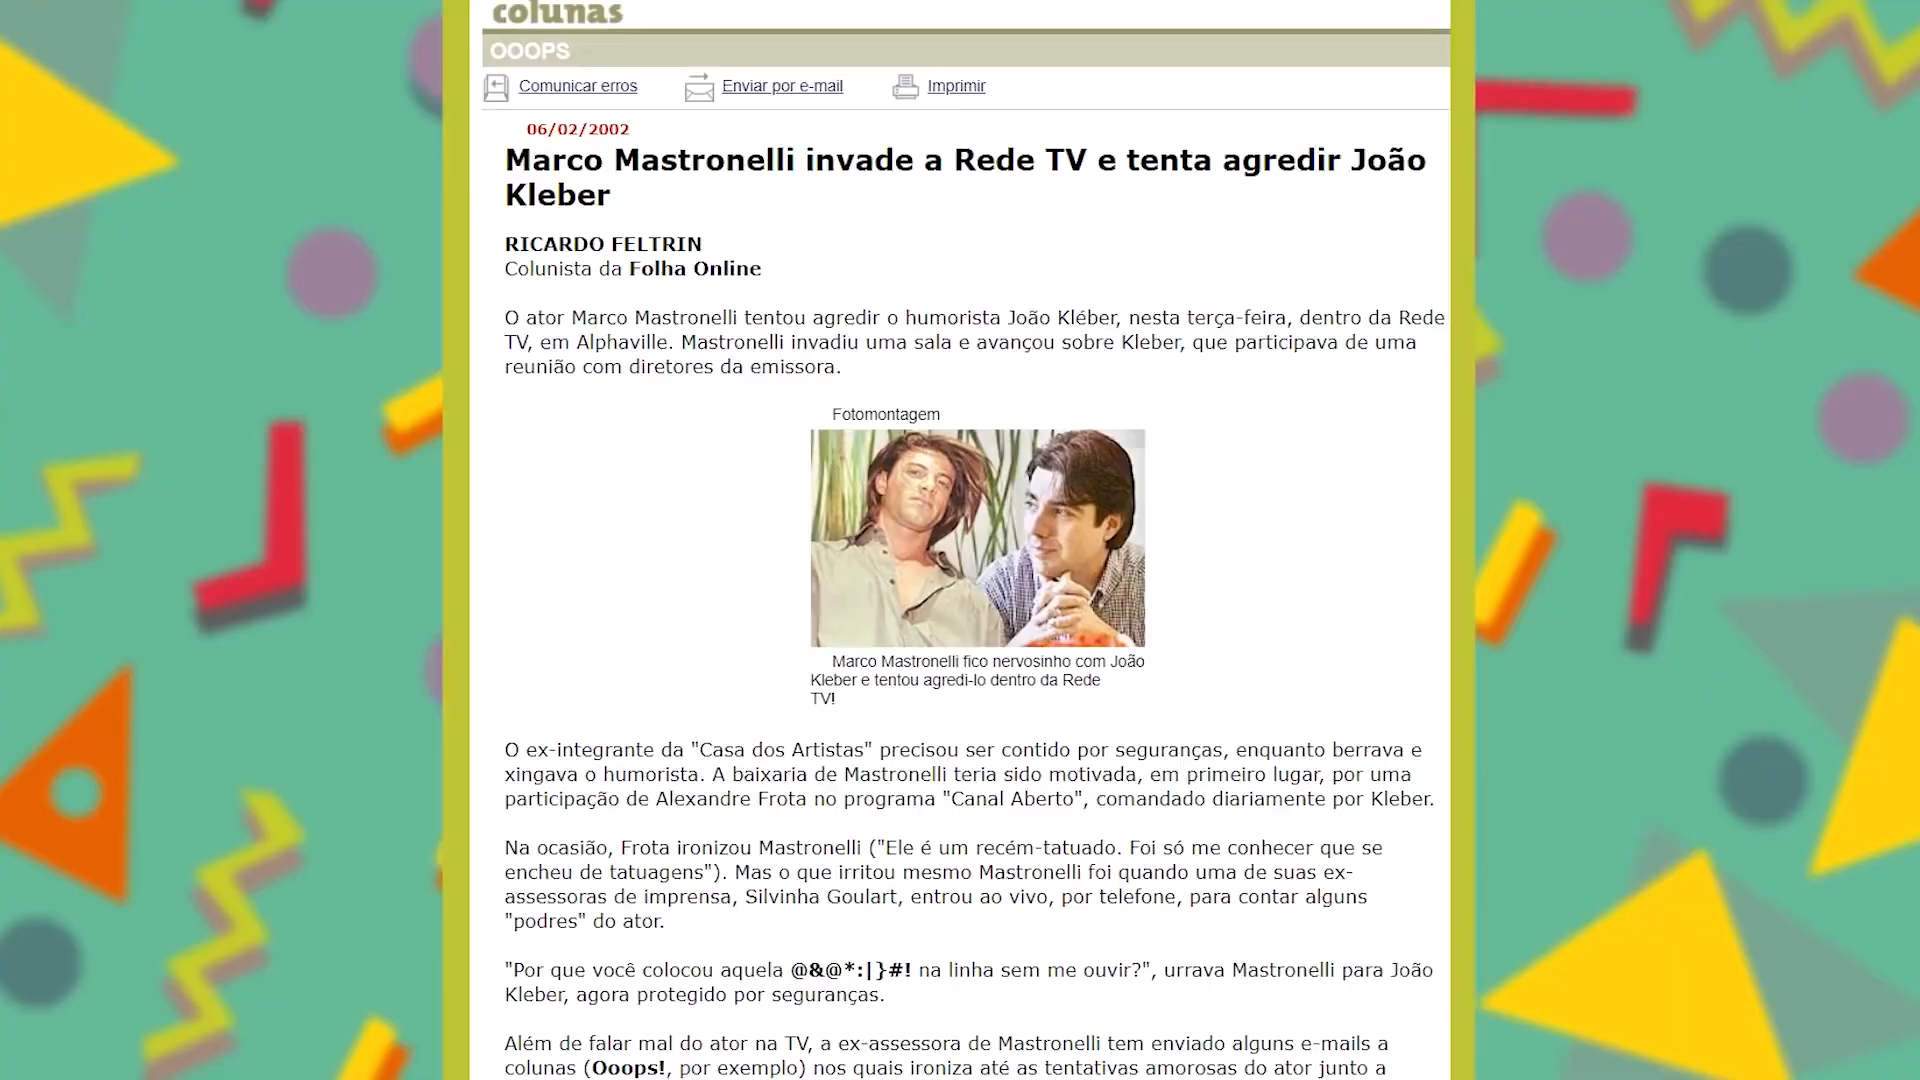 colunas
OOOPS
Comunicar erros Enviar por e-mail Imprimir
06/02/2002
Marco Mastronelli invade a Rede TV e tenta agredir João
Kleber
RICARDO FELTRIN
Colunista da Folha Online
O ator Marco Mastronelli tentou agredir o humorista João Kléber, nesta terça-feira, dentro da Rede
TV, em Alphaville. Mastronelli invadiu uma sala e avançou sobre Kleber, que participava de uma
reunião com diretores da emissora.
Fotomontagem
Marco Mastronelli fico nervosinho com João
Kleber e tentou agredi-lo dentro da Rede
TV!
O ex-integrante da "Casa dos Artistas" precisou ser contido por seguranças, enquanto berrava e
xingava o humorista. A baixaria de Mastronelli teria sido motivada, em primeiro lugar, por uma
participação de Alexandre Frota no programa "Canal Aberto", comandado diariamente por Kleber.
Na ocasião, Frota ironizou Mastronelli ("Ele é um recém-tatuado. Foi só me conhecer que se
encheu de tatuagens"). Mas o que irritou mesmo Mastronelli foi quando uma de suas ex-
assessoras de imprensa, Silvinha Goulart, entrou ao vivo, por telefone, para contar alguns
"podres" do ator.
"Por que você colocou aquela @&@*:|}#! na linha sem me ouvir?", urrava Mastronelli para João
Kleber, agora protegido por seguranças.
Além de falar mal do ator na TV, a ex-assessora de Mastronelli tem enviado alguns e-mails a
colunas (Ooops!, por exemplo) nos quais ironiza até as tentativas amorosas do ator junto a